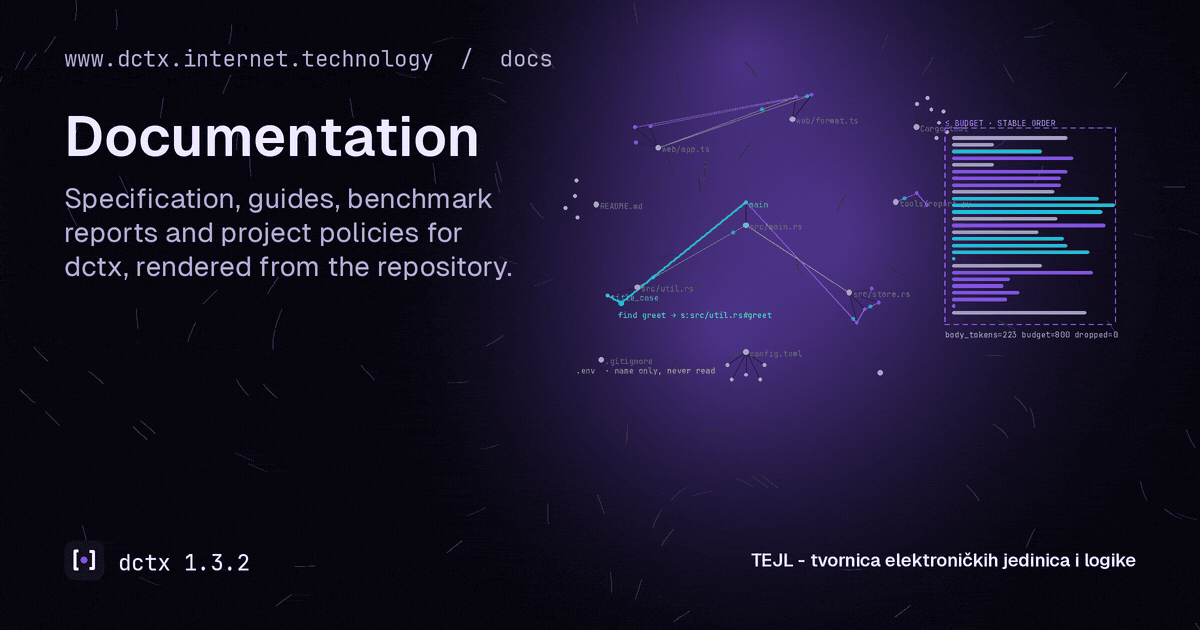 www.dctx.internet.technology / docs
Documentation
Specification, guides, benchmark
reports and project policies for
dctx, rendered from the repository.
web/format.ts
web/app.ts
≤ BUDGET · STABLE ORDER
README.md
main
src/main.rs
src/util.rs
title_case
src/store.rs
find greet → s:src/util.rs#greet
body_tokens=223 budget=800 dropped=0
config.toml
.gitignore
.env · name only, never read
dctx 1.3.2
TEJL - tvornica elektroničkih jedinica i logike